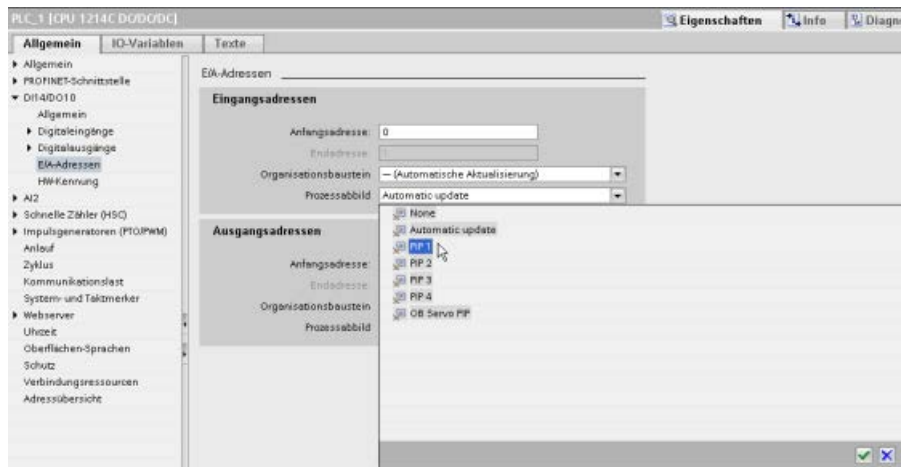 PLC_1 [CPU 1214C DC/DC/DC]
Eigenschaften
Info
Diagn
Allgemein
IO-Variablen
Texte
Allgemein
PROFINET-Schnittstelle
DI14/DO10
Allgemein
Digitaleingänge
Digitalausgänge
E/A-Adressen
HW-Kennung
AI2
Schnelle Zähler (HSC)
Impulsgeneratoren (PTO/PWM)
Anlauf
Zyklus
Kommunikationslast
System- und Taktmerker
Webserver
Uhrzeit
Oberflächen-Sprachen
Schutz
Verbindungsressourcen
Adressübersicht
E/A-Adressen
Eingangsadressen
Anfangsadresse: 0
Endadresse: 1
Organisationsbaustein — (Automatische Aktualisierung)
Prozessabbild Automatic update
None
Automatic update
PIP 1
PIP 2
PIP 3
PIP 4
OB Servo PIP
Ausgangsadressen
Anfangsadresse:
Endadresse:
Organisationsbaustein
Prozessabbild